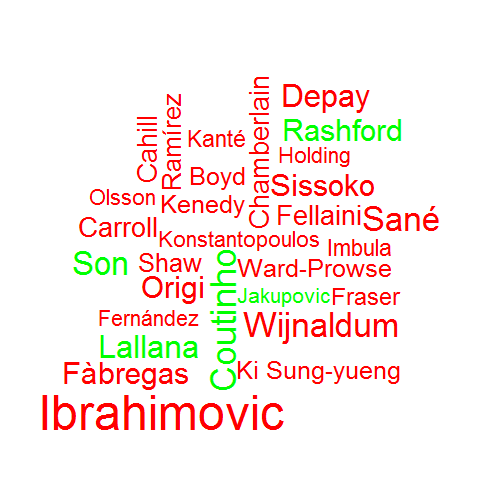 Depay
Chamberlain
Ramírez
Cahill
Rashford
Kanté
Holding
Boyd
Sissoko
Olsson
Kenedy
Fellaini
Sané
Carroll
Konstantopoulos
Imbula
Son
Shaw
Coutinho
Ward-Prowse
Origi
Jakupovic
Fraser
Fernández
Wijnaldum
Lallana
Fàbregas
Ki Sung-yueng
Ibrahimovic